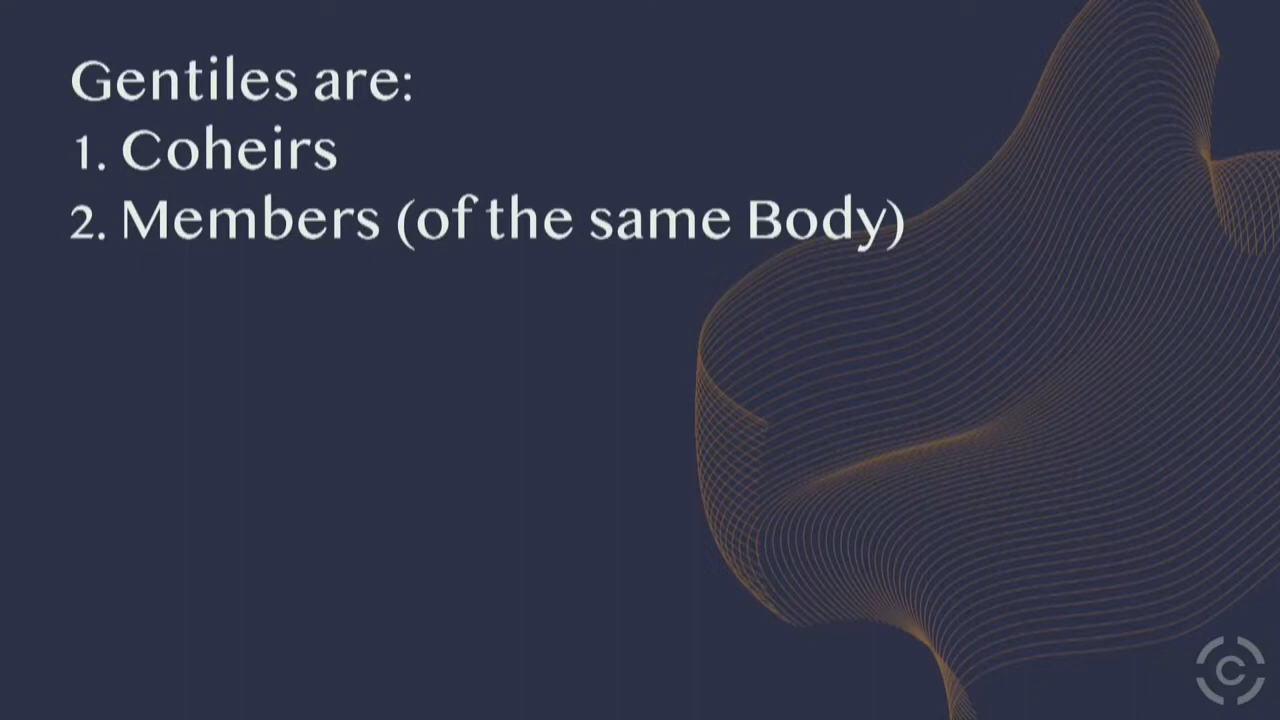 Gentiles are:
1. Coheirs
2. Members (of the same Body)
C